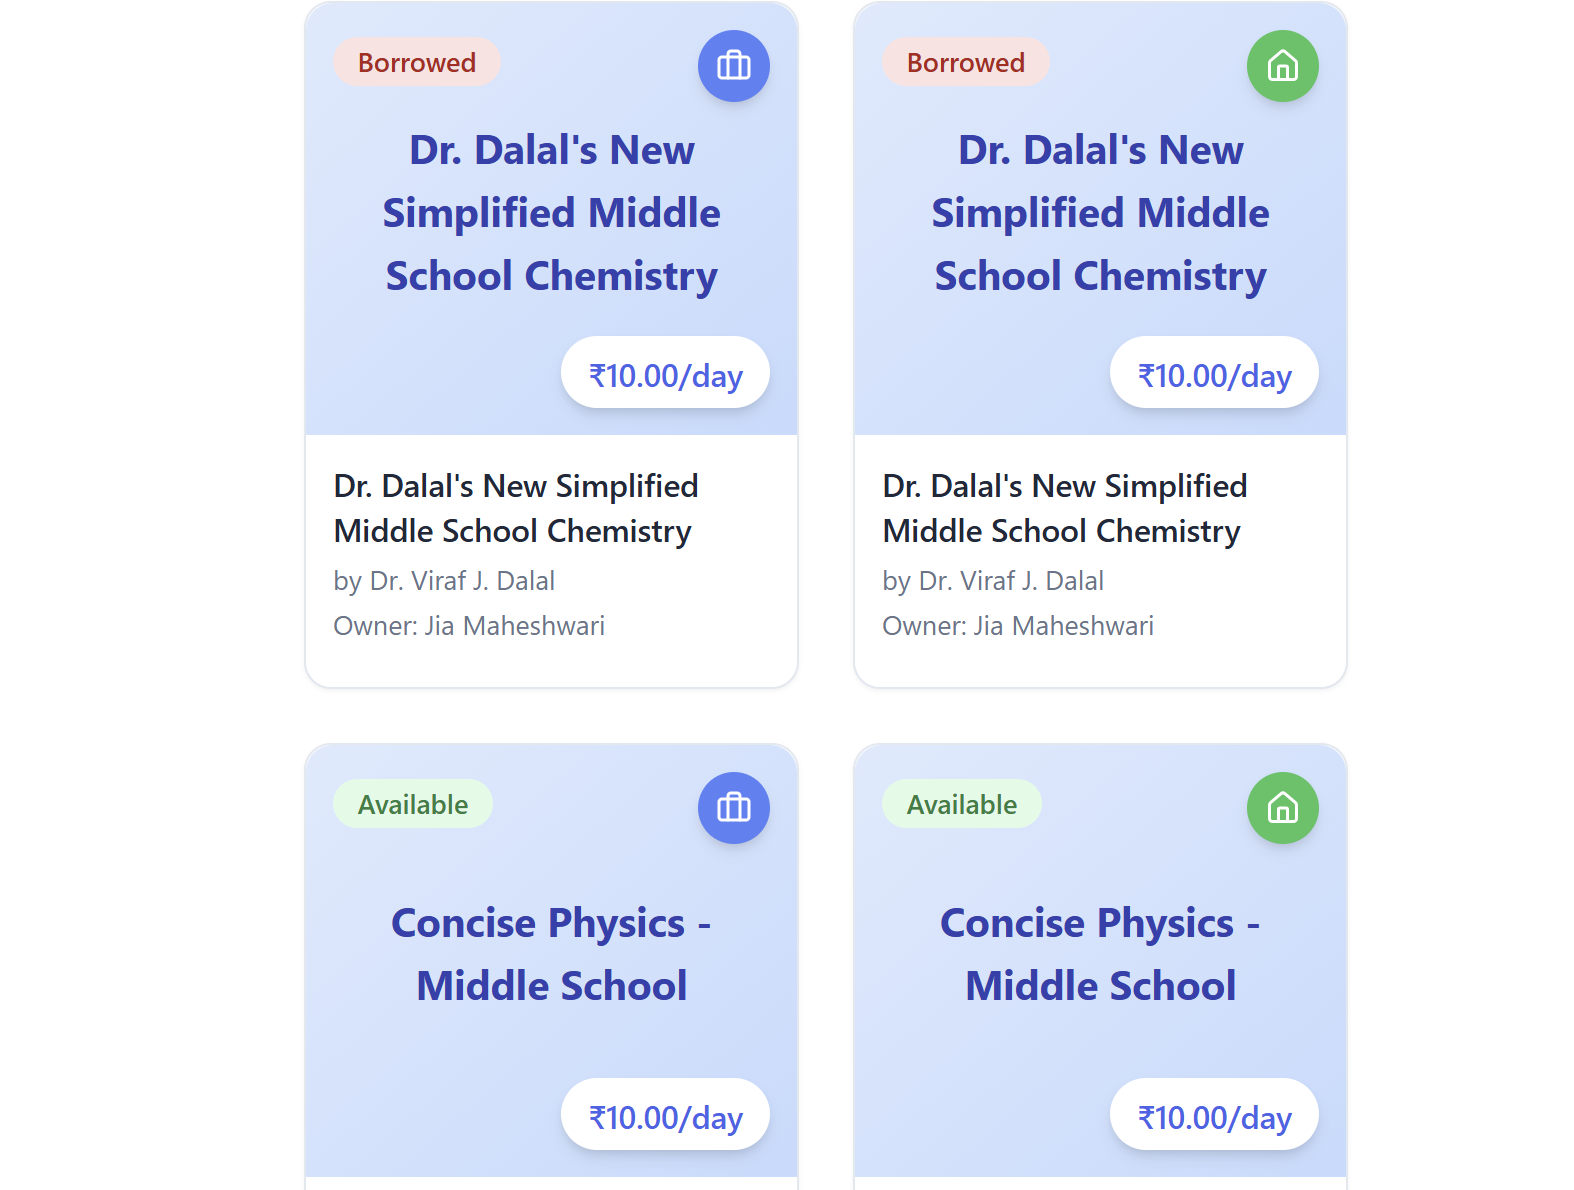 Borrowed
Dr. Dalal's New
Simplified Middle
School Chemistry
₹10.00/day
Dr. Dalal's New Simplified
Middle School Chemistry
by Dr. Viraf J. Dalal
Owner: Jia Maheshwari
Borrowed
Dr. Dalal's New
Simplified Middle
School Chemistry
₹10.00/day
Dr. Dalal's New Simplified
Middle School Chemistry
by Dr. Viraf J. Dalal
Owner: Jia Maheshwari
Available
Concise Physics -
Middle School
₹10.00/day
Available
Concise Physics -
Middle School
₹10.00/day